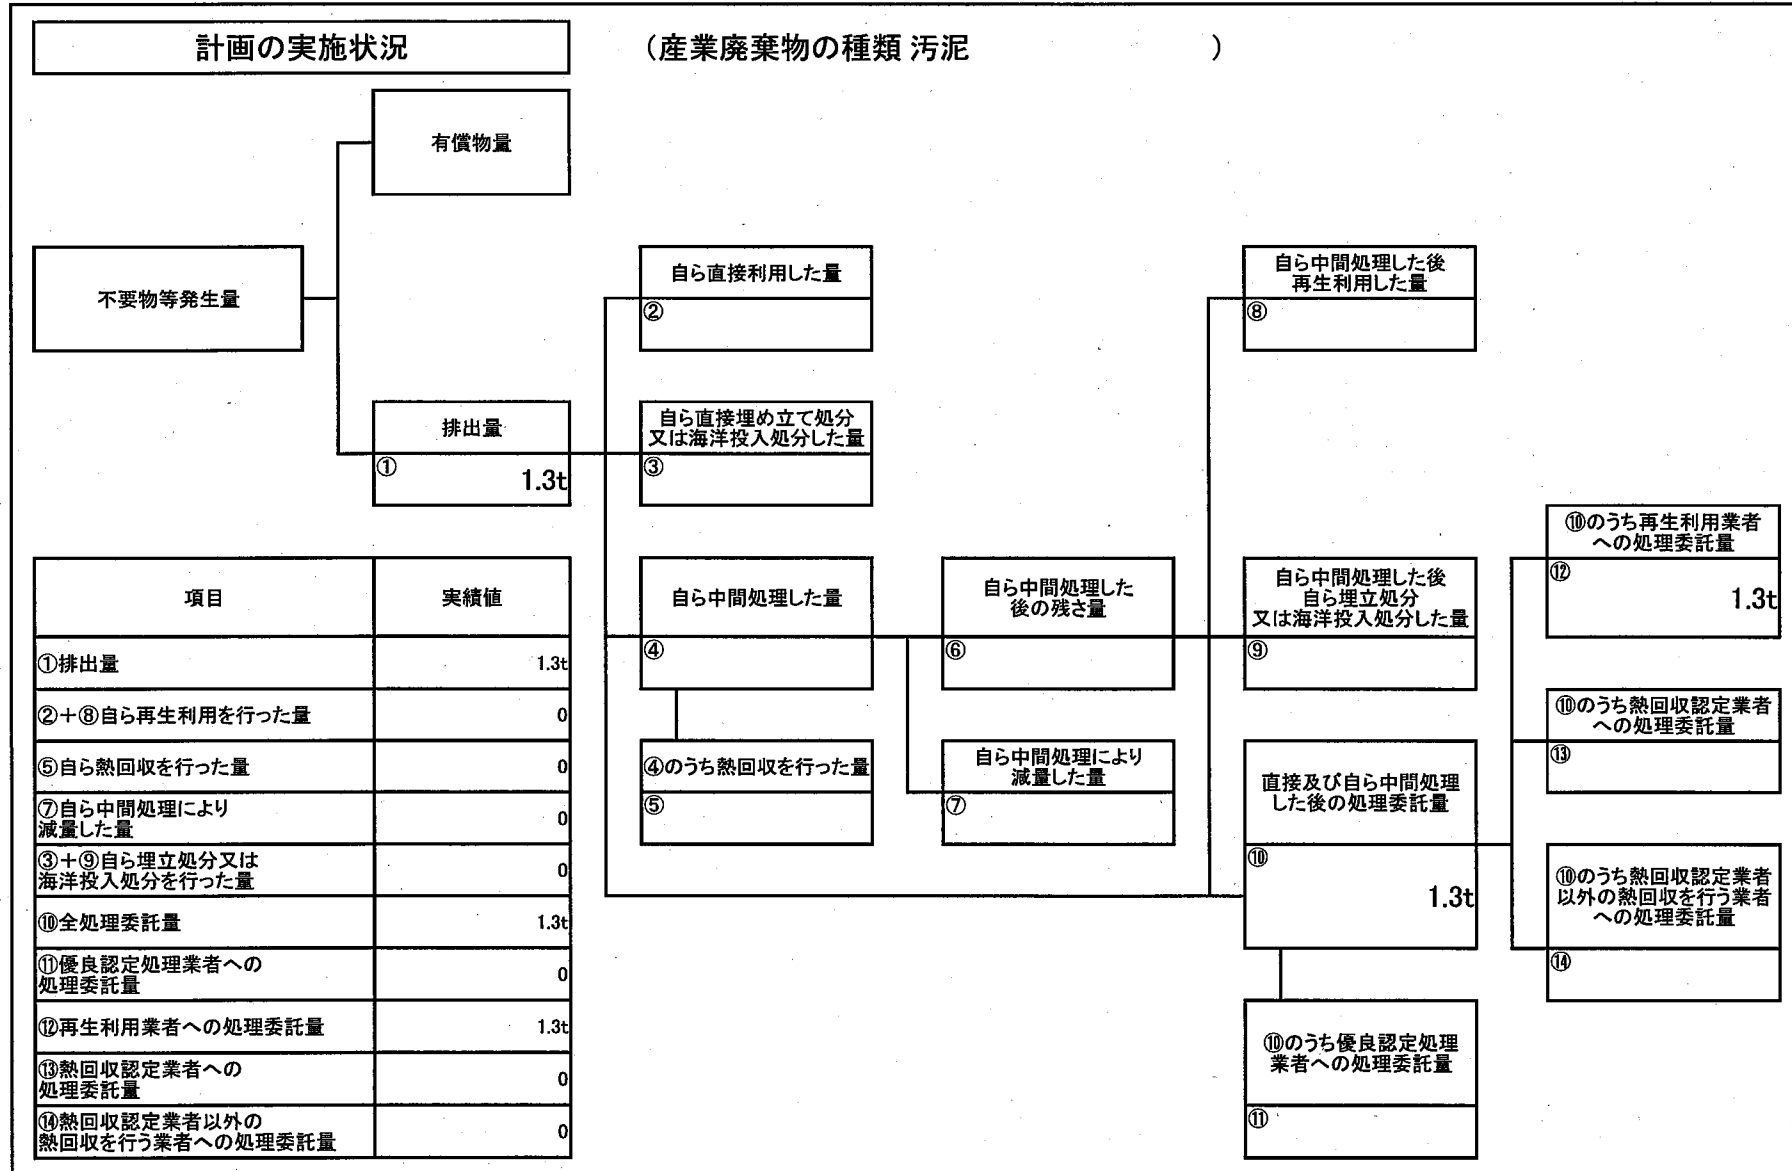 計画の実施状況
（産業廃棄物の種類 汚泥　　　　　　　　）
有償物量
不要物等発生量
自ら直接利用した量
②
自ら中間処理した後
再生利用した量
⑧
排出量
①
1.3t
自ら直接埋め立て処分
又は海洋投入処分した量
③
項目
実績値
①排出量
1.3t
②＋⑧自ら再生利用を行った量
0
⑤自ら熱回収を行った量
0
⑦自ら中間処理により
減量した量
0
③＋⑨自ら埋立処分又は
海洋投入処分を行った量
0
⑩全処理委託量
1.3t
⑪優良認定処理業者への
処理委託量
0
⑫再生利用業者への処理委託量
1.3t
⑬熱回収認定業者への
処理委託量
0
⑭熱回収認定業者以外の
熱回収を行う業者への処理委託量
0
自ら中間処理した量
④
④のうち熱回収を行った量
⑤
自ら中間処理した
後の残さ量
⑥
自ら中間処理により
減量した量
⑦
自ら中間処理した後
自ら埋立処分
又は海洋投入処分した量
⑨
直接及び自ら中間処理
した後の処理委託量
⑩
1.3t
⑩のうち優良認定処理
業者への処理委託量
⑪
⑩のうち再生利用業者
への処理委託量
⑫
1.3t
⑩のうち熱回収認定業者
への処理委託量
⑬
⑩のうち熱回収認定業者
以外の熱回収を行う業者
への処理委託量
⑭